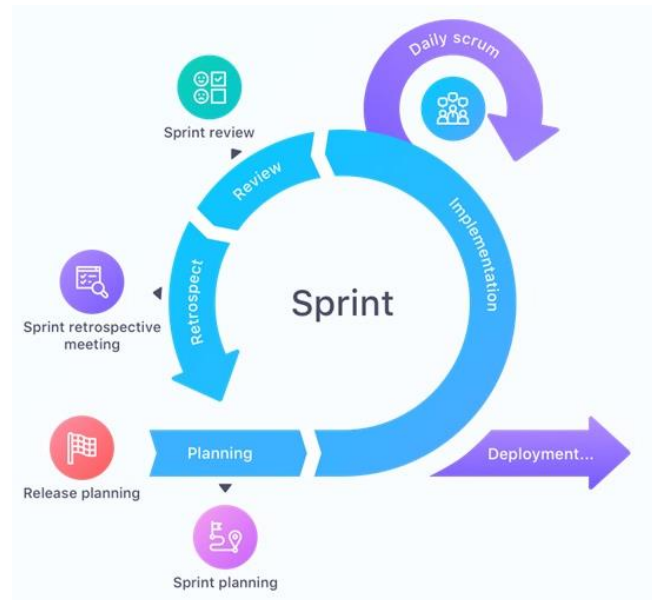 Daily scrum
Sprint review
Review
Implementation
Retrospect
Sprint
Sprint retrospective
meeting
Planning
Deployment...
Release planning
Sprint planning